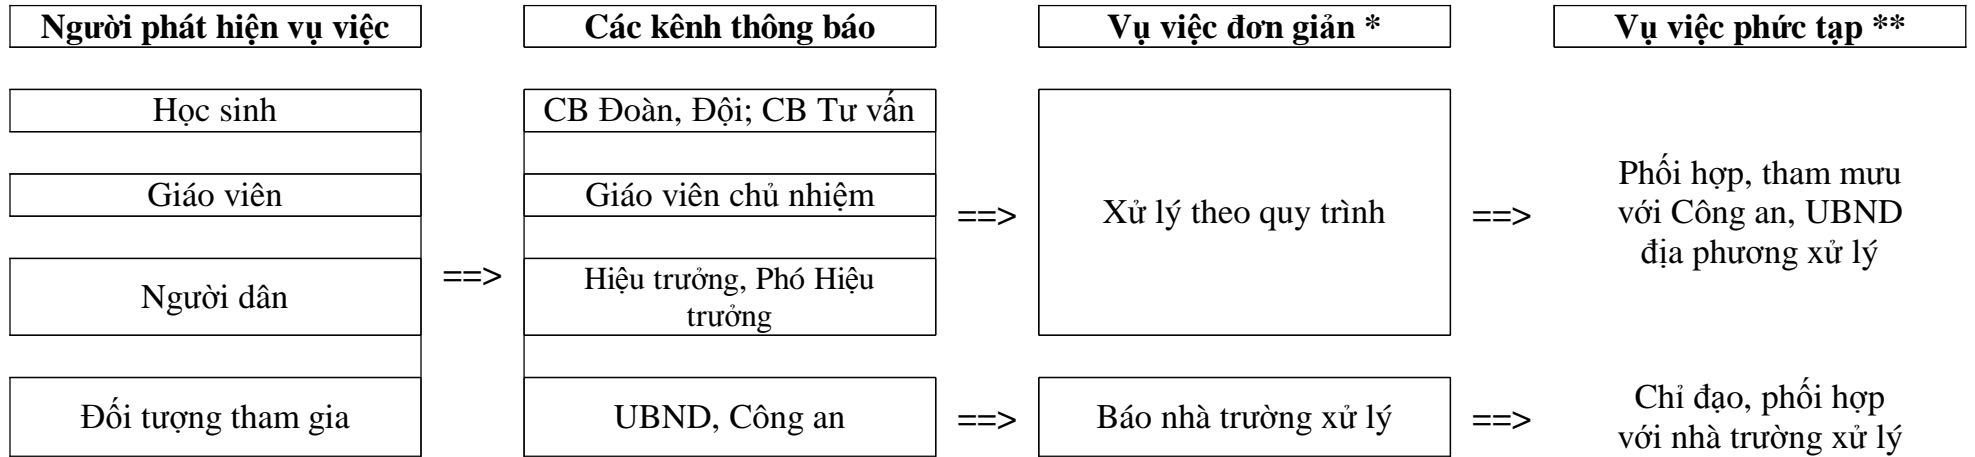 Người phát hiện vụ việc
Các kênh thông báo
Vụ việc đơn giản *
Vụ việc phức tạp **
Học sinh
CB Đoàn, Đội; CB Tư vấn
Giáo viên
Giáo viên chủ nhiệm
==>
Xử lý theo quy trình
==>
Phối hợp, tham mưu
với Công an, UBND
địa phương xử lý
Người dân
==>
Hiệu trưởng, Phó Hiệu
trưởng
Đối tượng tham gia
UBND, Công an
==>
Báo nhà trường xử lý
==>
Chỉ đạo, phối hợp
với nhà trường xử lý